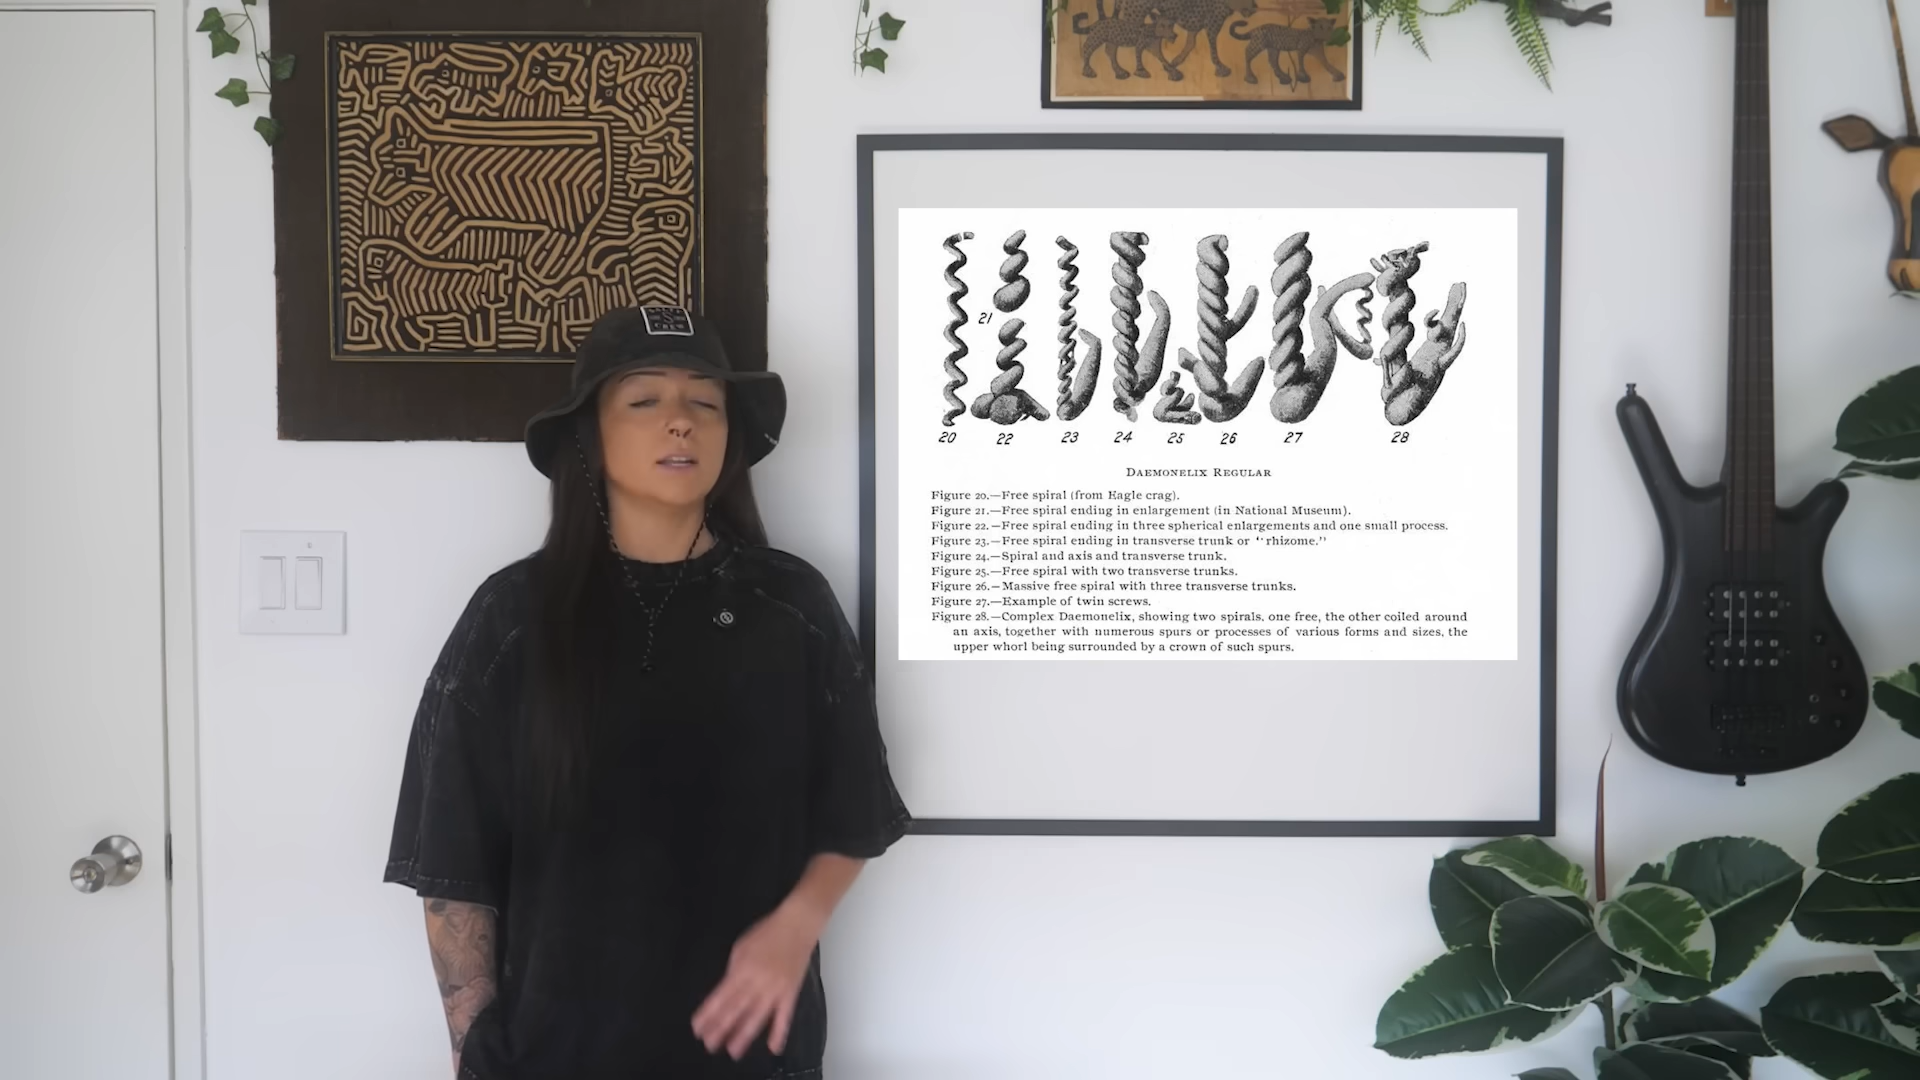 SALTY
CREW
21
20 22 23 24 25 26 27 28
DAEMONELIX REGULAR
Figure 20.—Free spiral (from Eagle crag).
Figure 21.—Free spiral ending in enlargement (in National Museum).
Figure 22.—Free spiral ending in three spherical enlargements and one small process.
Figure 23.—Free spiral ending in transverse trunk or “rhizome.”
Figure 24.—Spiral and axis and transverse trunk.
Figure 25.—Free spiral with two transverse trunks.
Figure 26.—Massive free spiral with three transverse trunks.
Figure 27.—Example of twin screws.
Figure 28.—Complex Daemonelix, showing two spirals, one free, the other coiled around
an axis, together with numerous spurs or processes of various forms and sizes, the
upper whorl being surrounded by a crown of such spurs.